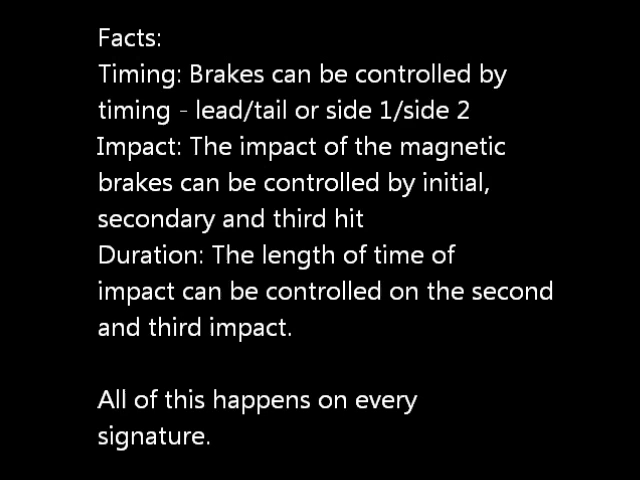 Facts:
Timing: Brakes can be controlled by
timing - lead/tail or side 1/side 2
Impact: The impact of the magnetic
brakes can be controlled by initial,
secondary and third hit
Duration: The length of time of
impact can be controlled on the second
and third impact.
All of this happens on every
signature.